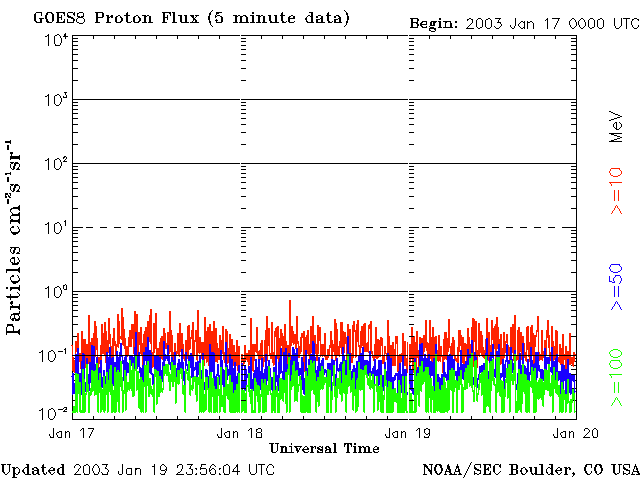 GOES8 Proton Flux (5 minute data)
Begin: 2003 Jan 17 0000 UTC
Particles cm⁻²s⁻¹sr⁻¹
10⁴
10³
10²
10¹
10⁰
10⁻¹
10⁻²
Jan 17
Jan 18
Jan 19
Jan 20
Universal Time
MeV
>=10
>=50
>=100
Updated 2003 Jan 19 23:56:04 UTC
NOAA/SEC Boulder, CO USA